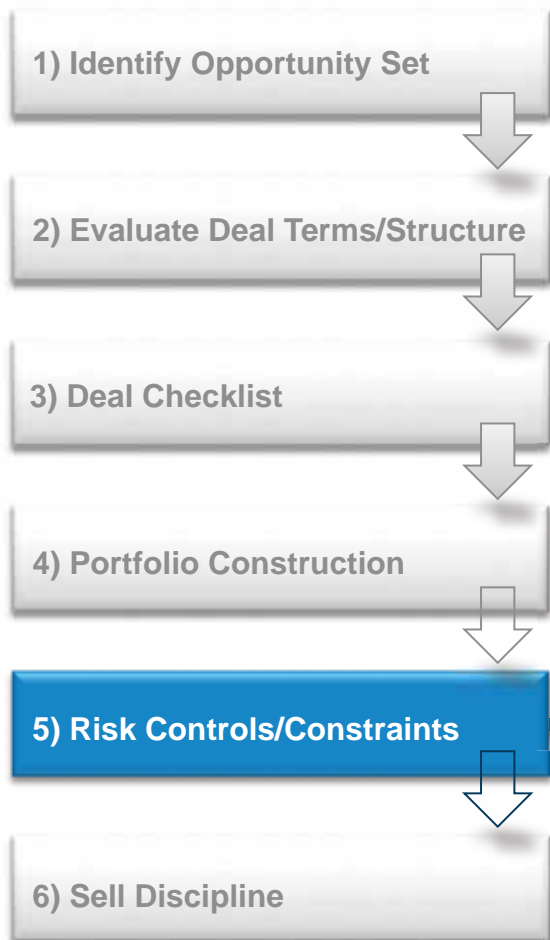 1) Identify Opportunity Set
2) Evaluate Deal Terms/Structure
3) Deal Checklist
4) Portfolio Construction
5) Risk Controls/Constraints
6) Sell Discipline